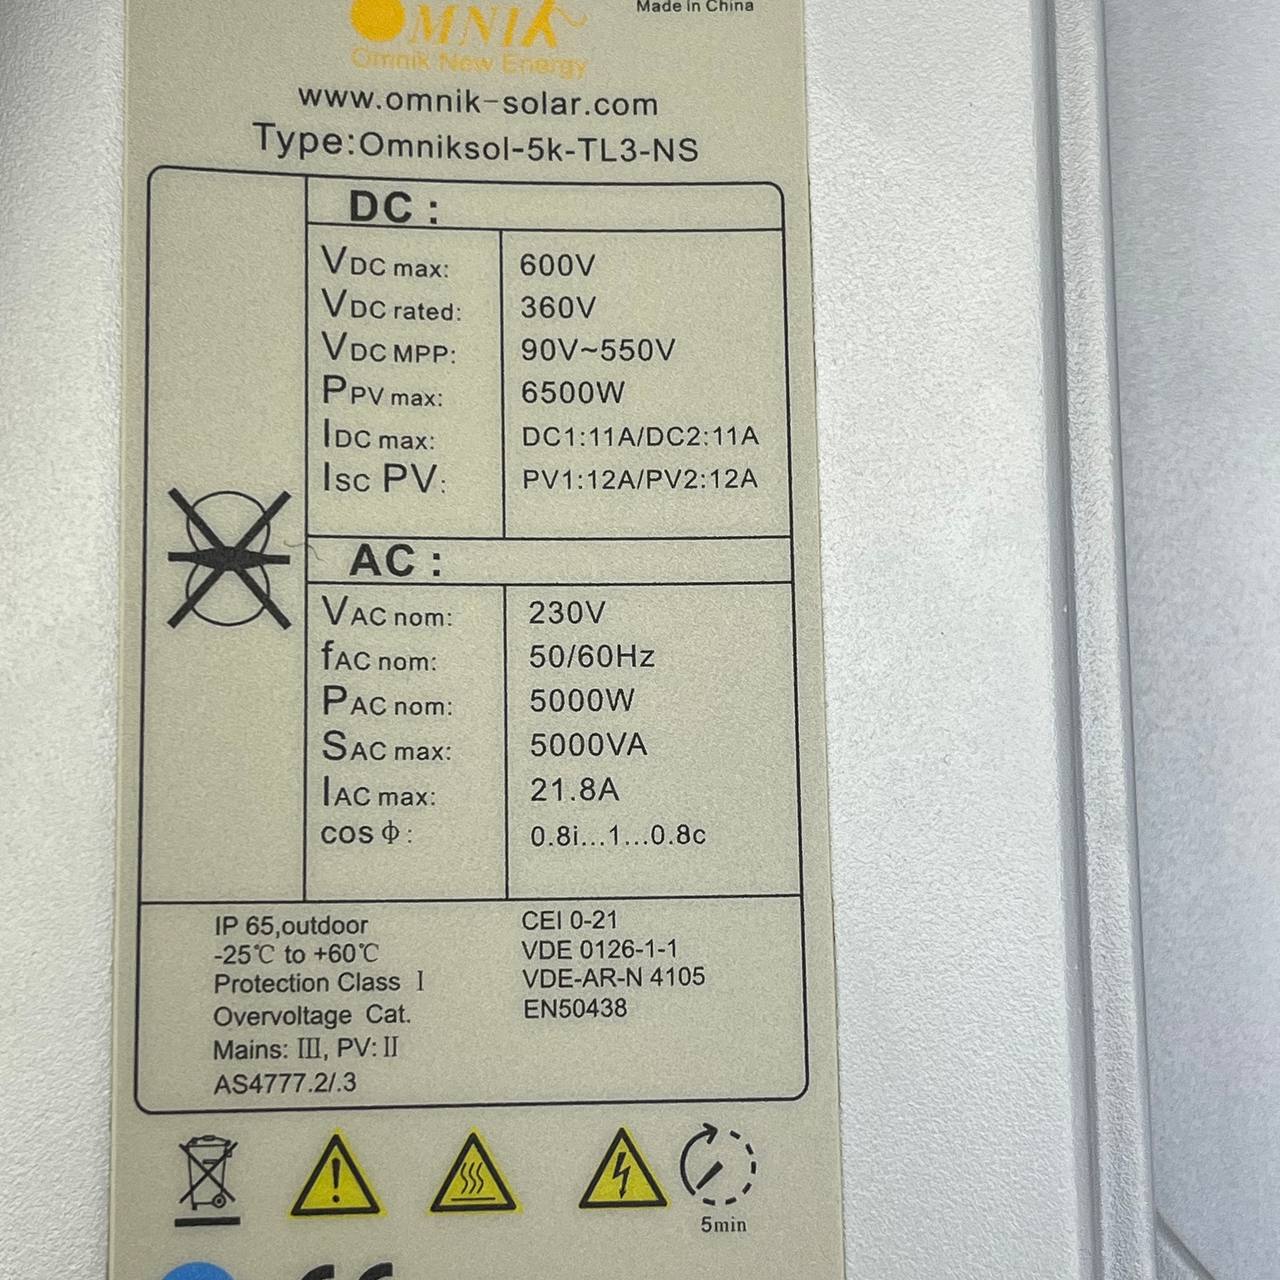 Made in China
OMNIK
Omnik New Energy
www.omnik-solar.com
Type:Omniksol-5k-TL3-NS
DC :
VDC max: 600V
VDC rated: 360V
VDC MPP: 90V~550V
PPV max: 6500W
IDC max: DC1:11A/DC2:11A
Isc PV: PV1:12A/PV2:12A
AC :
VAC nom: 230V
fAC nom: 50/60Hz
PAC nom: 5000W
SAC max: 5000VA
IAC max: 21.8A
cos Φ: 0.8i...1...0.8c
IP 65,outdoor
-25℃ to +60℃
Protection Class Ⅰ
Overvoltage Cat.
Mains: Ⅲ, PV: Ⅱ
AS4777.2/.3
CEI 0-21
VDE 0126-1-1
VDE-AR-N 4105
EN50438
5min